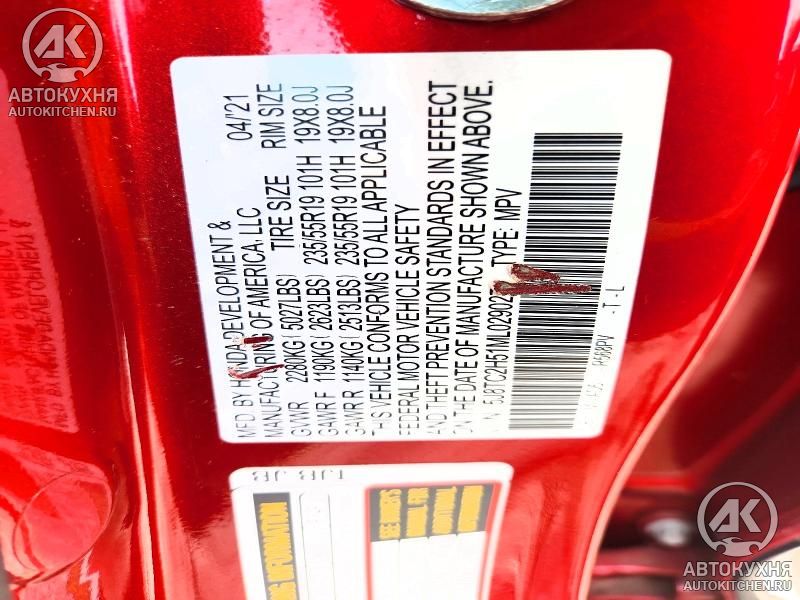 АВТОКУХНЯ
AUTOKITCHEN.RU
MFD. BY HONDA DEVELOPMENT & 04/'21
MANUFACTURING OF AMERICA, LLC
GVWR 2280KG ( 5027LBS) TIRE SIZE RIM SIZE
GAWR F 1190KG ( 2623LBS) 235/55R19 101H 19X8.0J
GAWR R 1140KG ( 2513LBS) 235/55R19 101H 19X8.0J
THIS VEHICLE CONFORMS TO ALL APPLICABLE
FEDERAL MOTOR VEHICLE SAFETY
AND THEFT PREVENTION STANDARDS IN EFFECT
ON THE DATE OF MANUFACTURE SHOWN ABOVE.
5J8TC2H51ML02902 TYPE: MPV
R568PV -T-L
INFORMATION
АВТОКУХНЯ
AUTOKITCHEN.RU